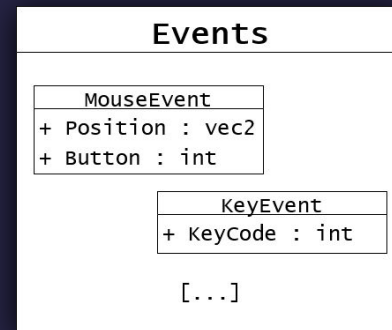 Events
MouseEvent
+ Position : vec2
+ Button : int
KeyEvent
+ KeyCode : int
[...]